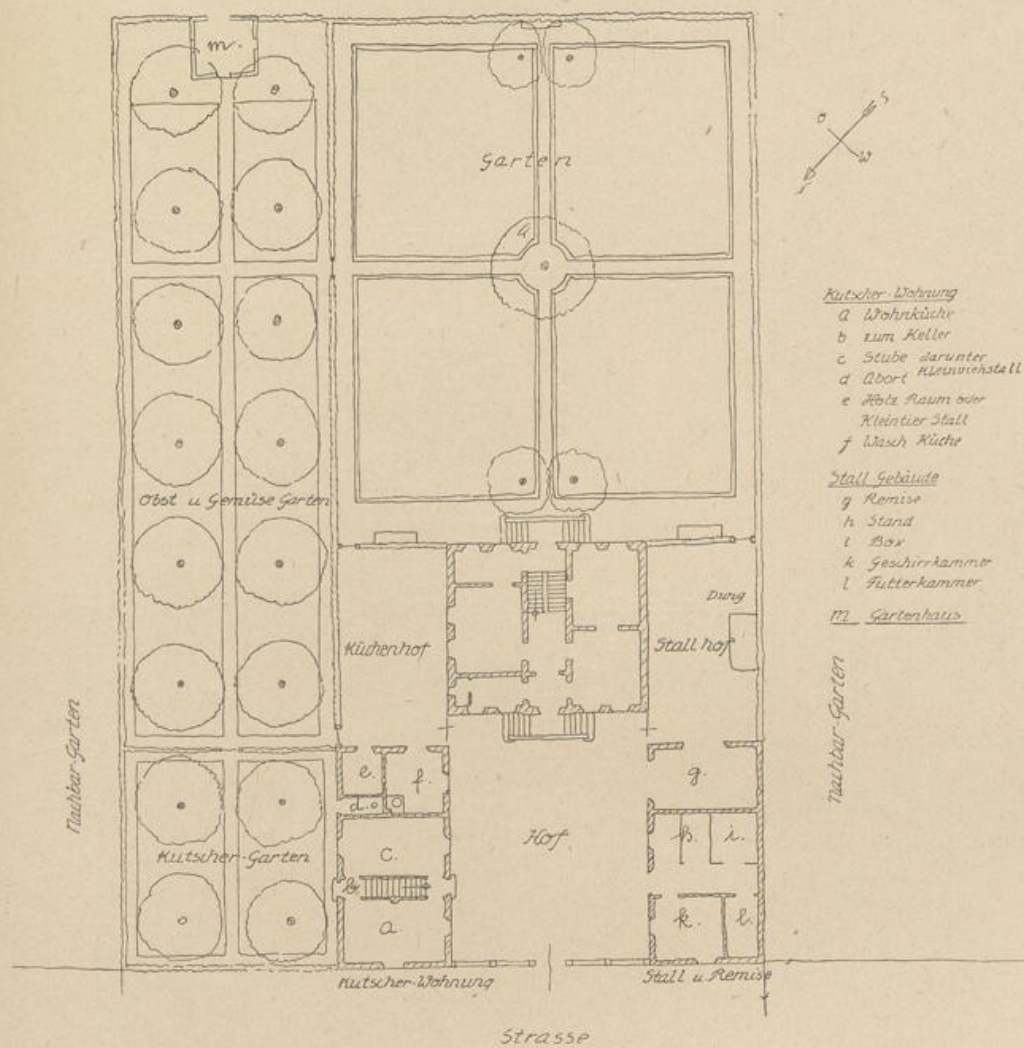 m.
Garten
a
O
S
W
Kutscher-Wohnung
a Wohnküche
b zum Keller
c Stube darunter
Kleinviehstall
d Abort
e Holz Raum oder
Kleintier Stall
f Wasch Küche
Stall Gebäude
g Remise
h Stand
i Box
k Geschirrkammer
l Futterkammer
m Gartenhaus
Obst u Gemüse Garten
Küchenhof
Dung
Stall hof
Nachbar-Garten
Nachbar-Garten
e.
f.
d.
g.
c.
Hof
h.
i.
Kutscher-Garten
b.
a.
k.
l.
Kutscher-Wohnung
Stall u. Remise
Strasse